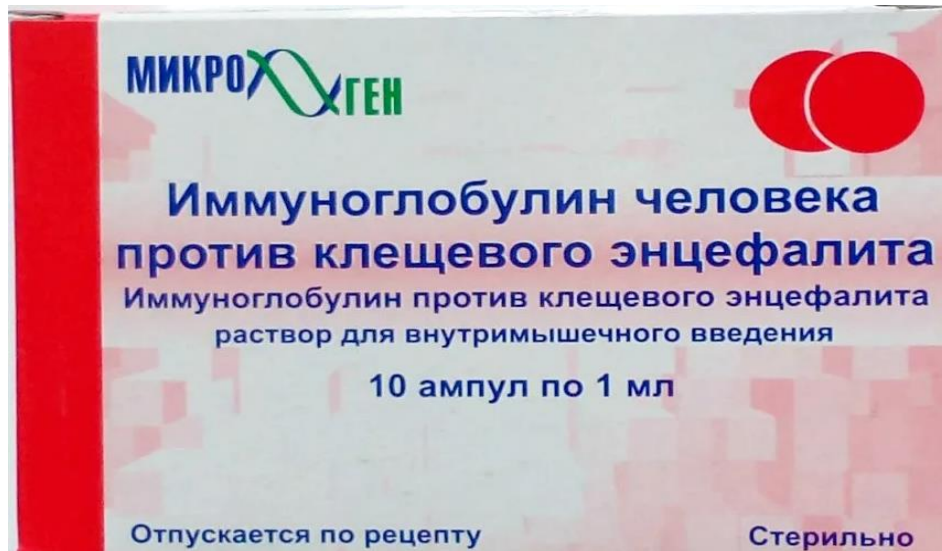 МИКРОГЕН
Иммуноглобулин человека
против клещевого энцефалита
Иммуноглобулин против клещевого энцефалита
раствор для внутримышечного введения
10 ампул по 1 мл
Отпускается по рецепту
Стерильно